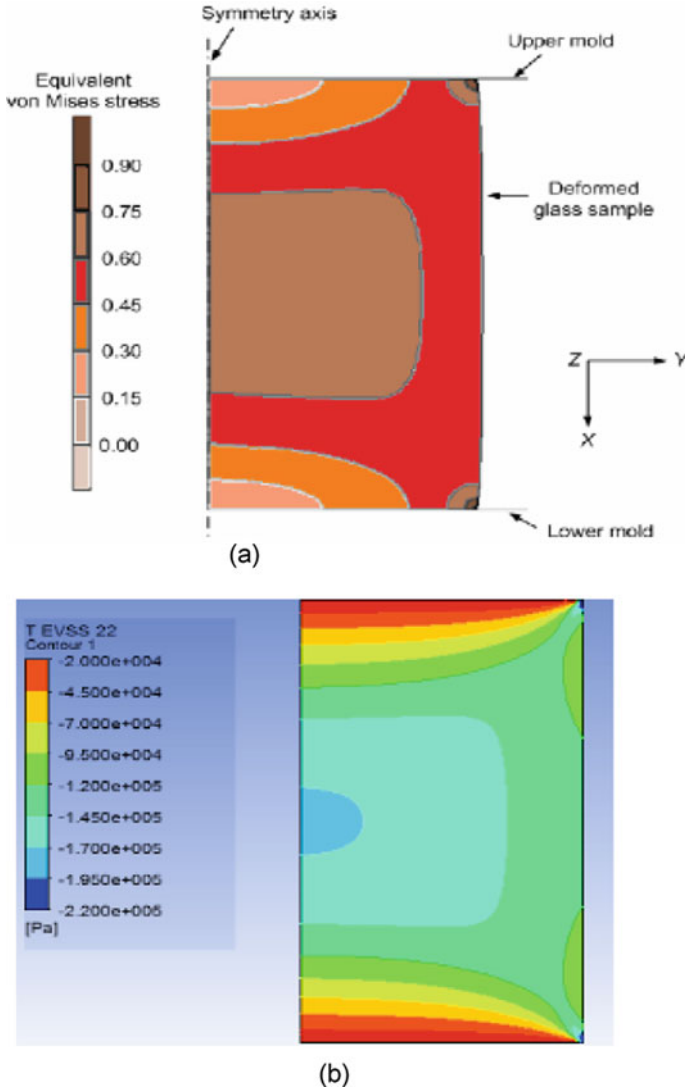 Symmetry axis
Upper mold
Equivalent
von Mises stress
0.90
0.75
0.60
0.45
0.30
0.15
0.00
Deformed
glass sample
Z
Y
X
Lower mold
(a)
T EVSS 22
Contour 1
-2.000e+004
-4.500e+004
-7.000e+004
-9.500e+004
-1.200e+005
-1.450e+005
-1.700e+005
-1.950e+005
-2.200e+005
[Pa]
(b)